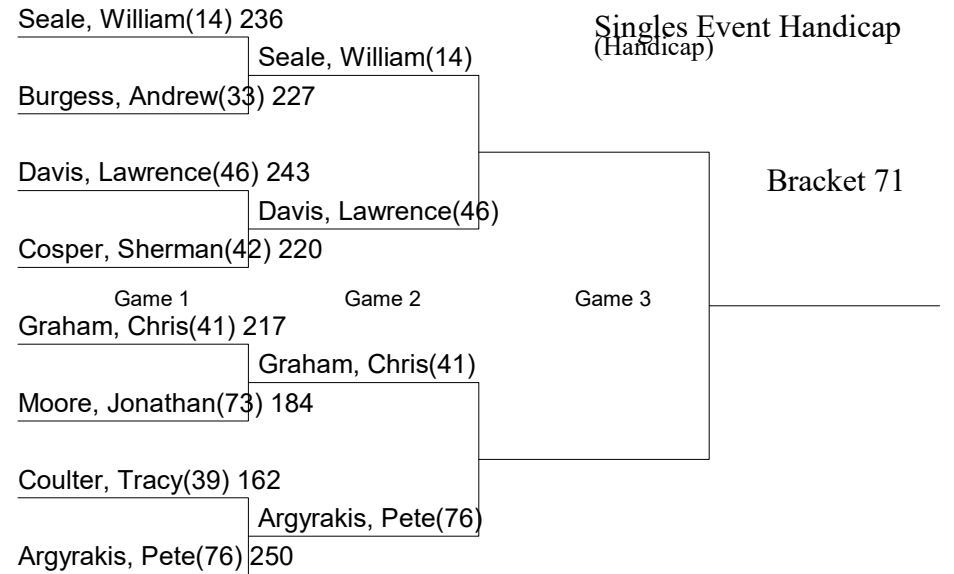 Seale, William(14) 236
Singles Event Handicap
(Handicap)
Seale, William(14)
Burgess, Andrew(33) 227
Davis, Lawrence(46) 243
Bracket 71
Davis, Lawrence(46)
Cosper, Sherman(42) 220
Game 1
Game 2
Game 3
Graham, Chris(41) 217
Graham, Chris(41)
Moore, Jonathan(73) 184
Coulter, Tracy(39) 162
Argyrakis, Pete(76)
Argyrakis, Pete(76) 250